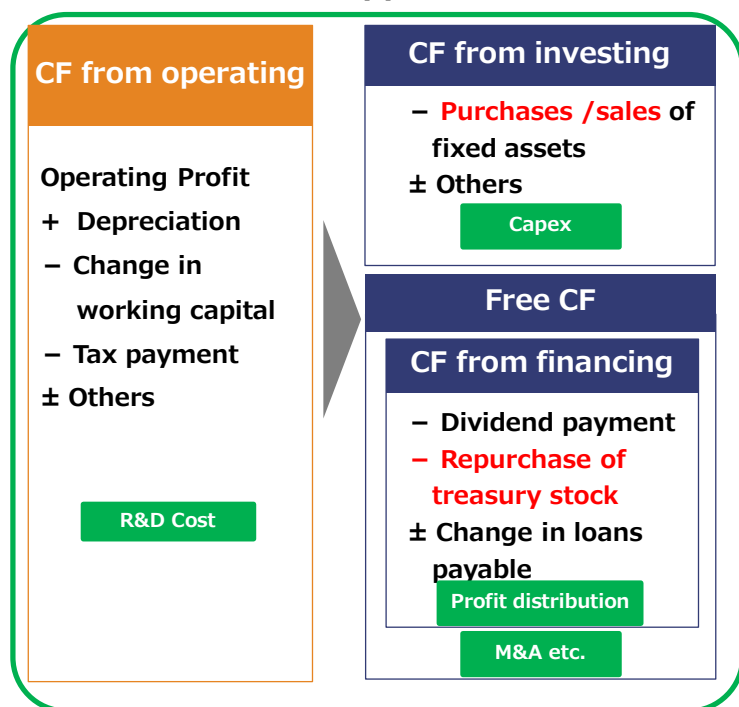 CF from operating
Operating Profit
+ Depreciation
− Change in
working capital
− Tax payment
± Others
R&D Cost
CF from investing
− Purchases /sales of
fixed assets
± Others
Capex
Free CF
CF from financing
− Dividend payment
− Repurchase of
treasury stock
± Change in loans
payable
Profit distribution
M&A etc.